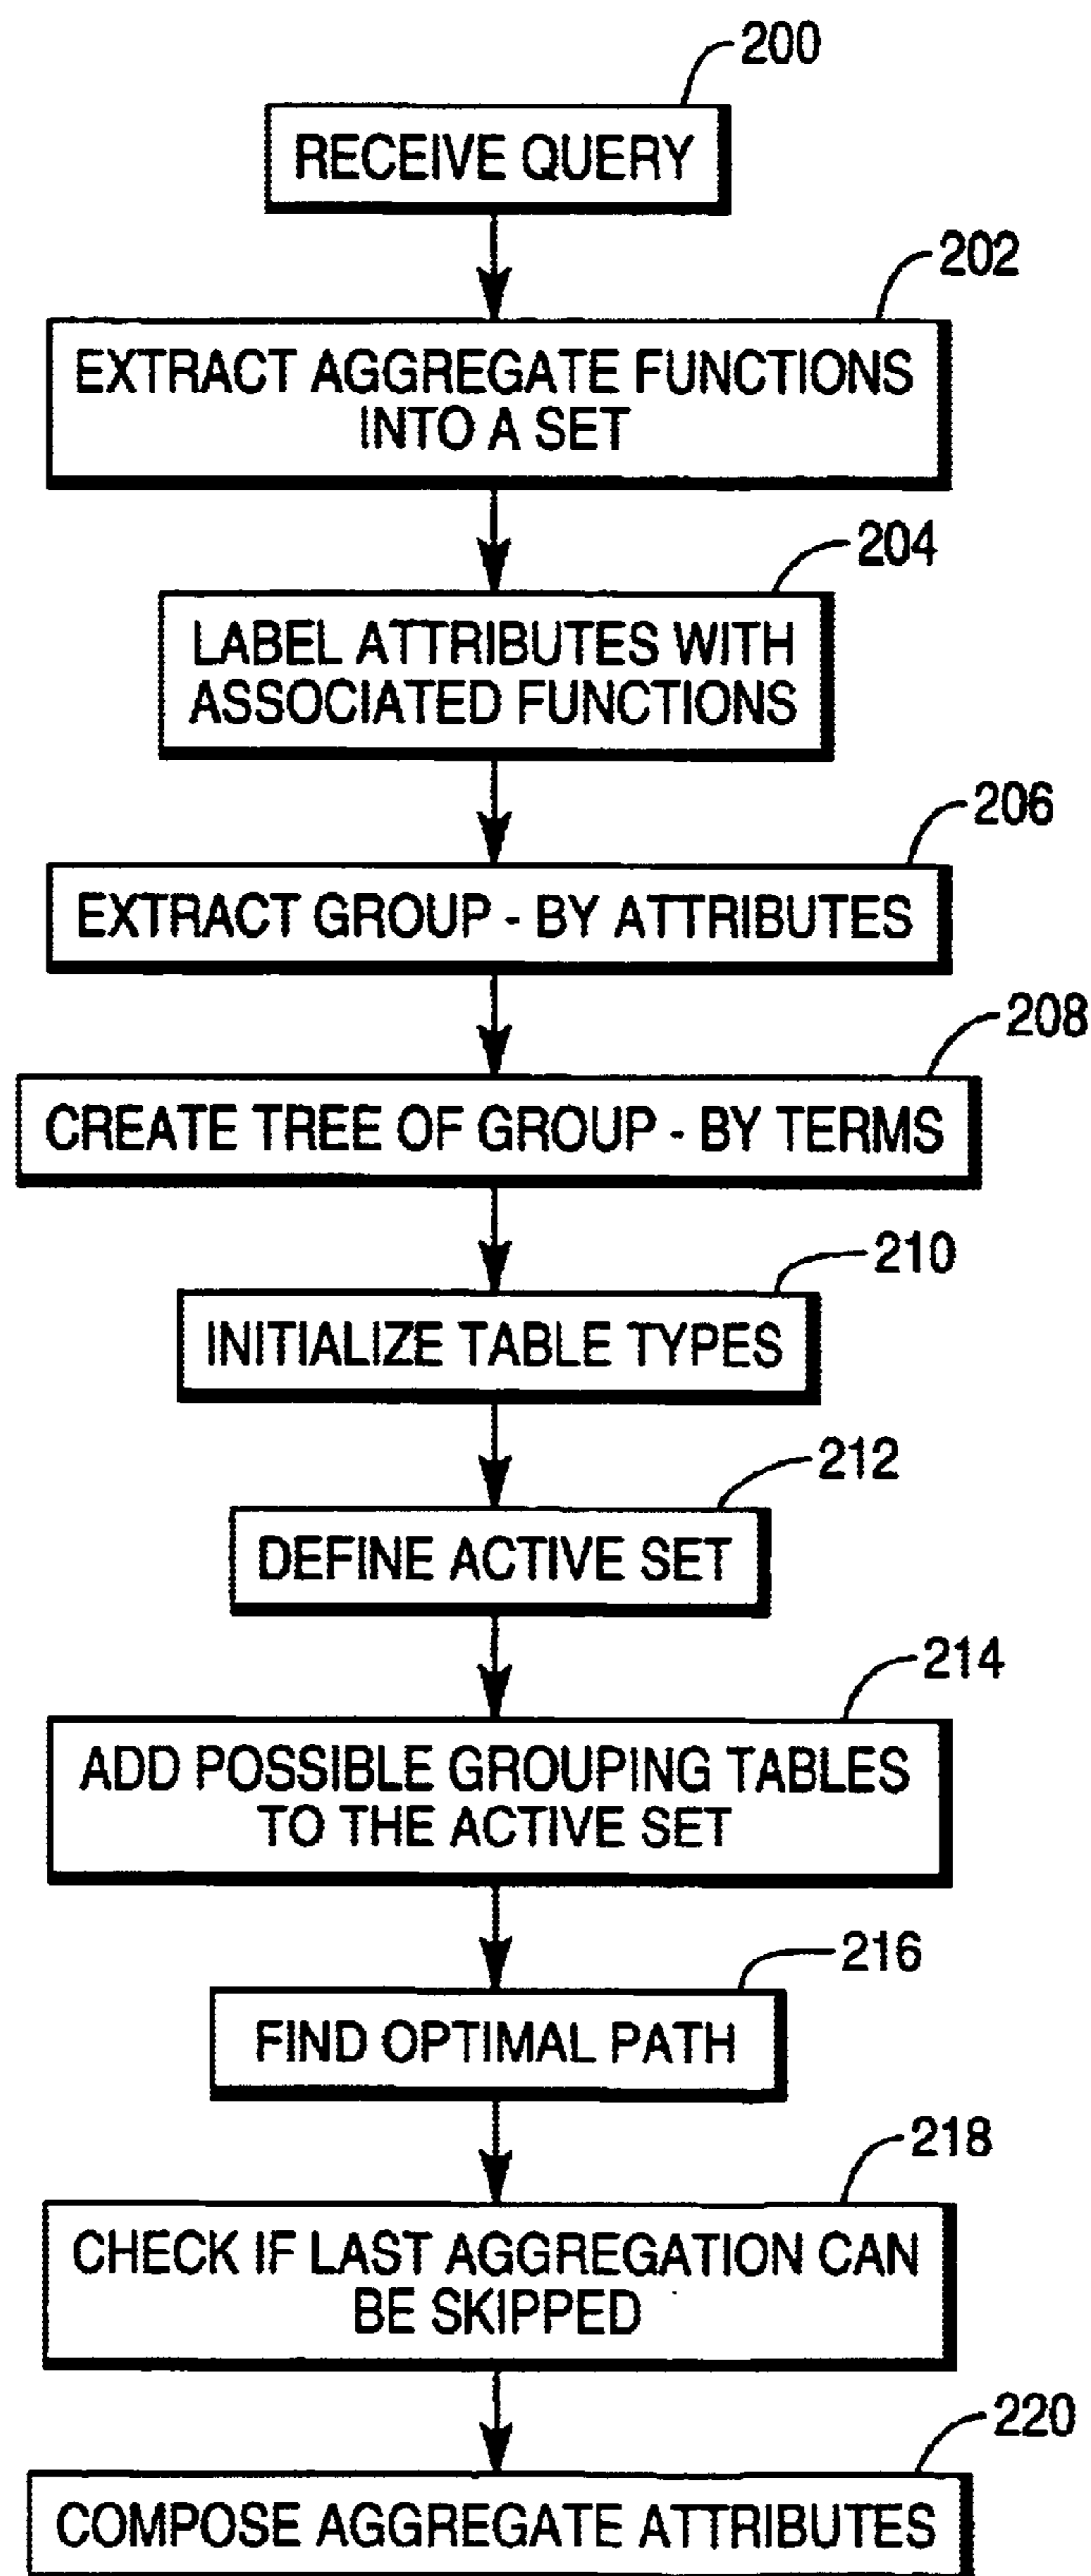 200
RECEIVE QUERY
202
EXTRACT AGGREGATE FUNCTIONS
INTO A SET
204
LABEL ATTRIBUTES WITH
ASSOCIATED FUNCTIONS
206
EXTRACT GROUP - BY ATTRIBUTES
208
CREATE TREE OF GROUP - BY TERMS
210
INITIALIZE TABLE TYPES
212
DEFINE ACTIVE SET
214
ADD POSSIBLE GROUPING TABLES
TO THE ACTIVE SET
216
FIND OPTIMAL PATH
218
CHECK IF LAST AGGREGATION CAN
BE SKIPPED
220
COMPOSE AGGREGATE ATTRIBUTES